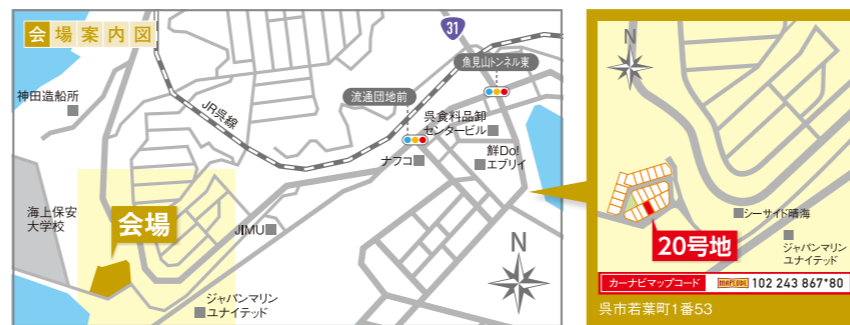 会場案内図
31
魚見山トンネル東
神田造船所
流通団地前
JR呉線
呉食料品卸
センタービル
ナフコ
鮮Do!
エブリイ
海上保安
大学校
会場
JIMU
N
ジャパンマリン
ユナイテッド
N
シーサイド晴海
20号地
ジャパンマリン
ユナイテッド
カーナビマップコード MAPCODE 102 243 867*80
呉市若葉町1番53